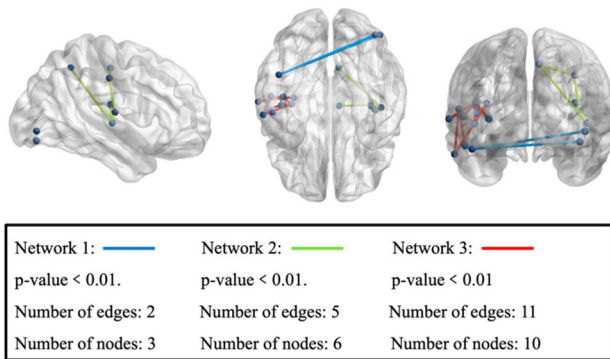 Network 1: Network 2: Network 3:
p-value < 0.01. p-value < 0.01. p-value < 0.01
Number of edges: 2 Number of edges: 5 Number of edges: 11
Number of nodes: 3 Number of nodes: 6 Number of nodes: 10